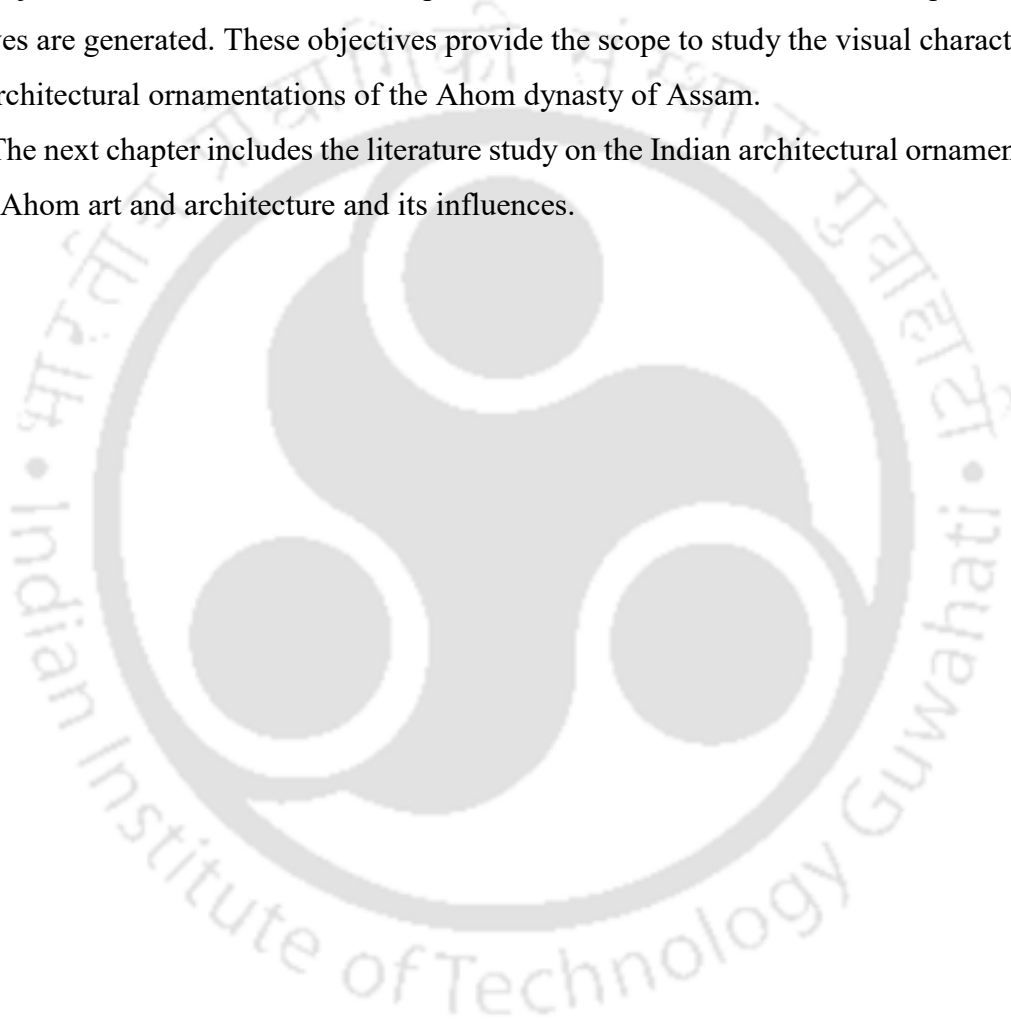 es are generated. These objectives provide the scope to study the visual charact
rchitectural ornamentations of the Ahom dynasty of Assam.
The next chapter includes the literature study on the Indian architectural ornamen
Ahom art and architecture and its influences.
भारतीय प्रौद्योगिकी संस्थान गुवाहाटी
• Indian Institute of Technology Guwahati •